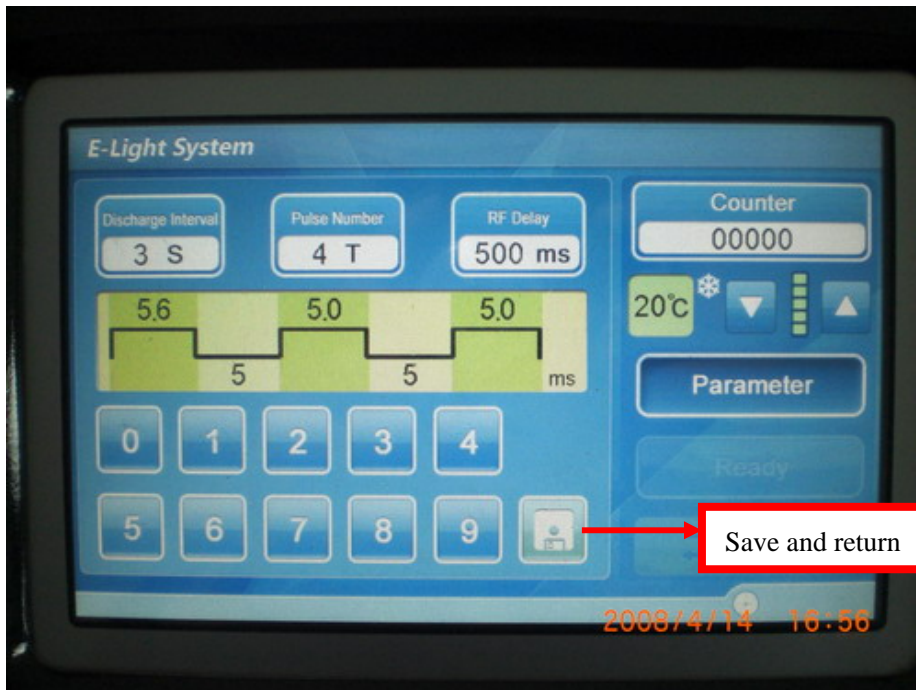 E-Light System
Discharge Interval
3 S
Pulse Number
4 T
RF Delay
500 ms
Counter
00000
5.6 5.0 5.0
5 5 ms
20°C
Parameter
0 1 2 3 4
Ready
5 6 7 8 9
Save and return
2008/4/14 16:56